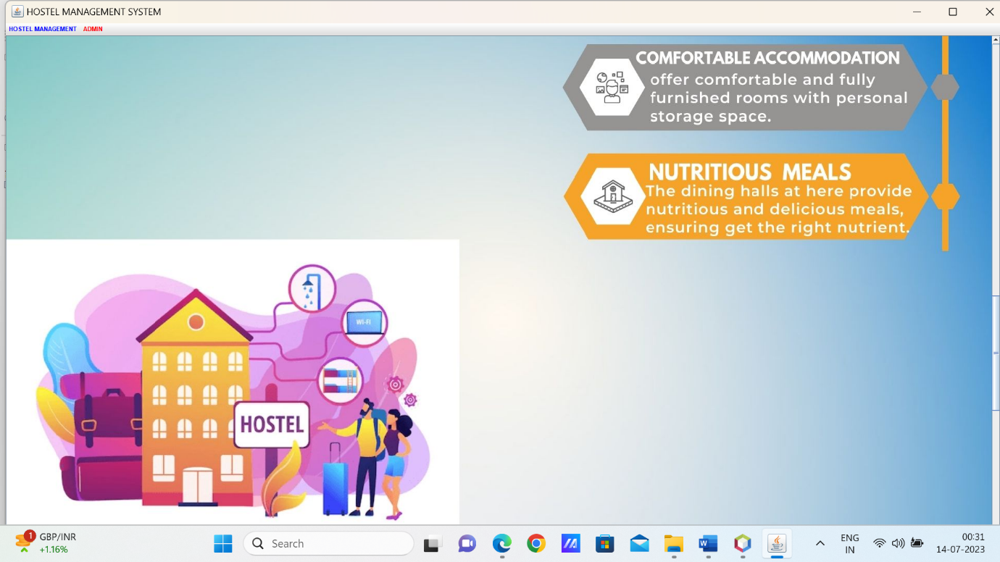 HOSTEL MANAGEMENT SYSTEM
HOSTEL MANAGEMENT ADMIN
COMFORTABLE ACCOMMODATION
offer comfortable and fully
furnished rooms with personal
storage space.
NUTRITIOUS MEALS
The dining halls at here provide
nutritious and delicious meals,
ensuring get the right nutrient.
WI-FI
HOSTEL
1
GBP/INR
+1.16%
Search
ENG
IN
00:31
14-07-2023